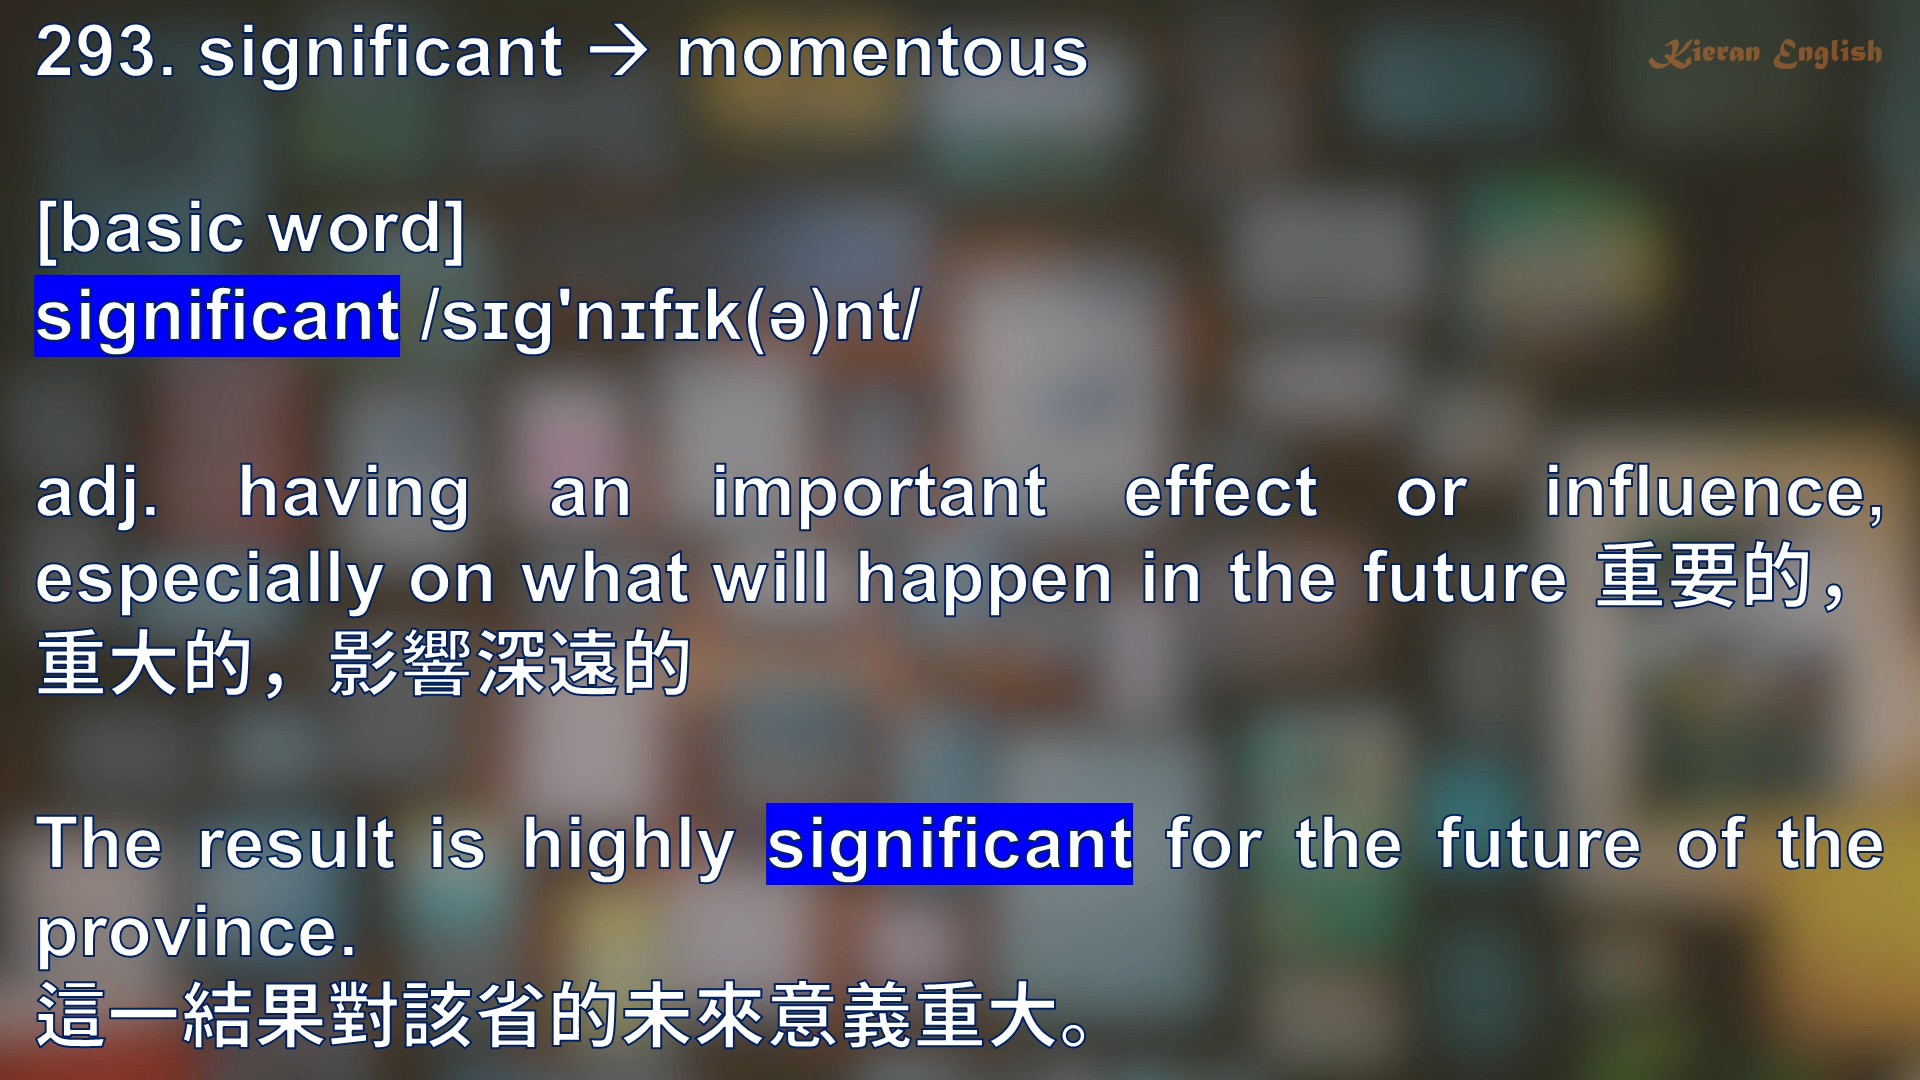 293. significant → momentous
Kieran English
[basic word]
significant /sɪg'nɪfɪk(ə)nt/
adj. having an important effect or influence,
especially on what will happen in the future 重要的，
重大的，影響深遠的
The result is highly significant for the future of the
province.
這一結果對該省的未來意義重大。